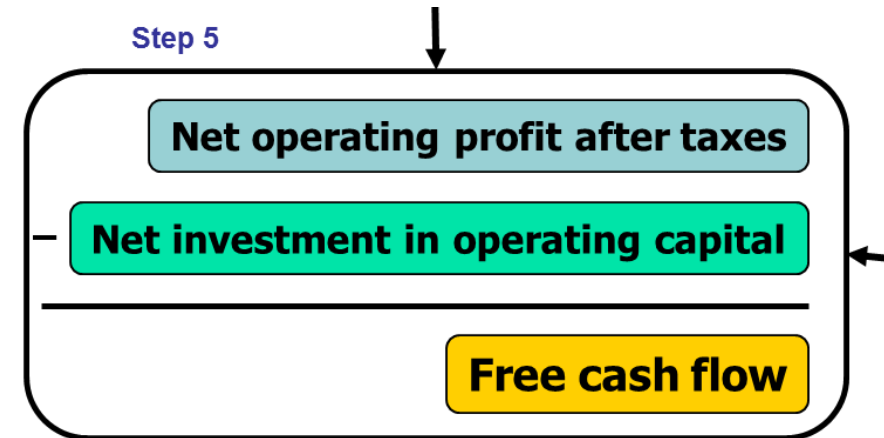 Step 5
Net operating profit after taxes
– Net investment in operating capital
Free cash flow